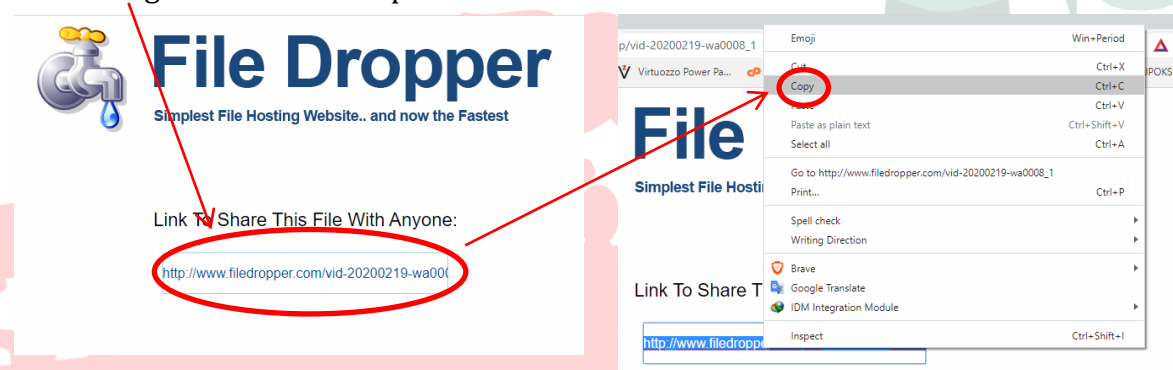 File Dropper
Simplest File Hosting Website.. and now the Fastest
Link To Share This File With Anyone:
http://www.filedropper.com/vid-20200219-wa00
p/vid-20200219-wa0008_1
Virtuozzo Power Pa...
File
Simplest File Hosti
Link To Share T
http://www.filedroppe
Emoji Win+Period
Cut Ctrl+X
Copy Ctrl+C
Paste Ctrl+V
Paste as plain text Ctrl+Shift+V
Select all Ctrl+A
Go to http://www.filedropper.com/vid-20200219-wa0008_1
Print... Ctrl+P
Spell check
Writing Direction
Brave
Google Translate
IDM Integration Module
Inspect Ctrl+Shift+I
POKS